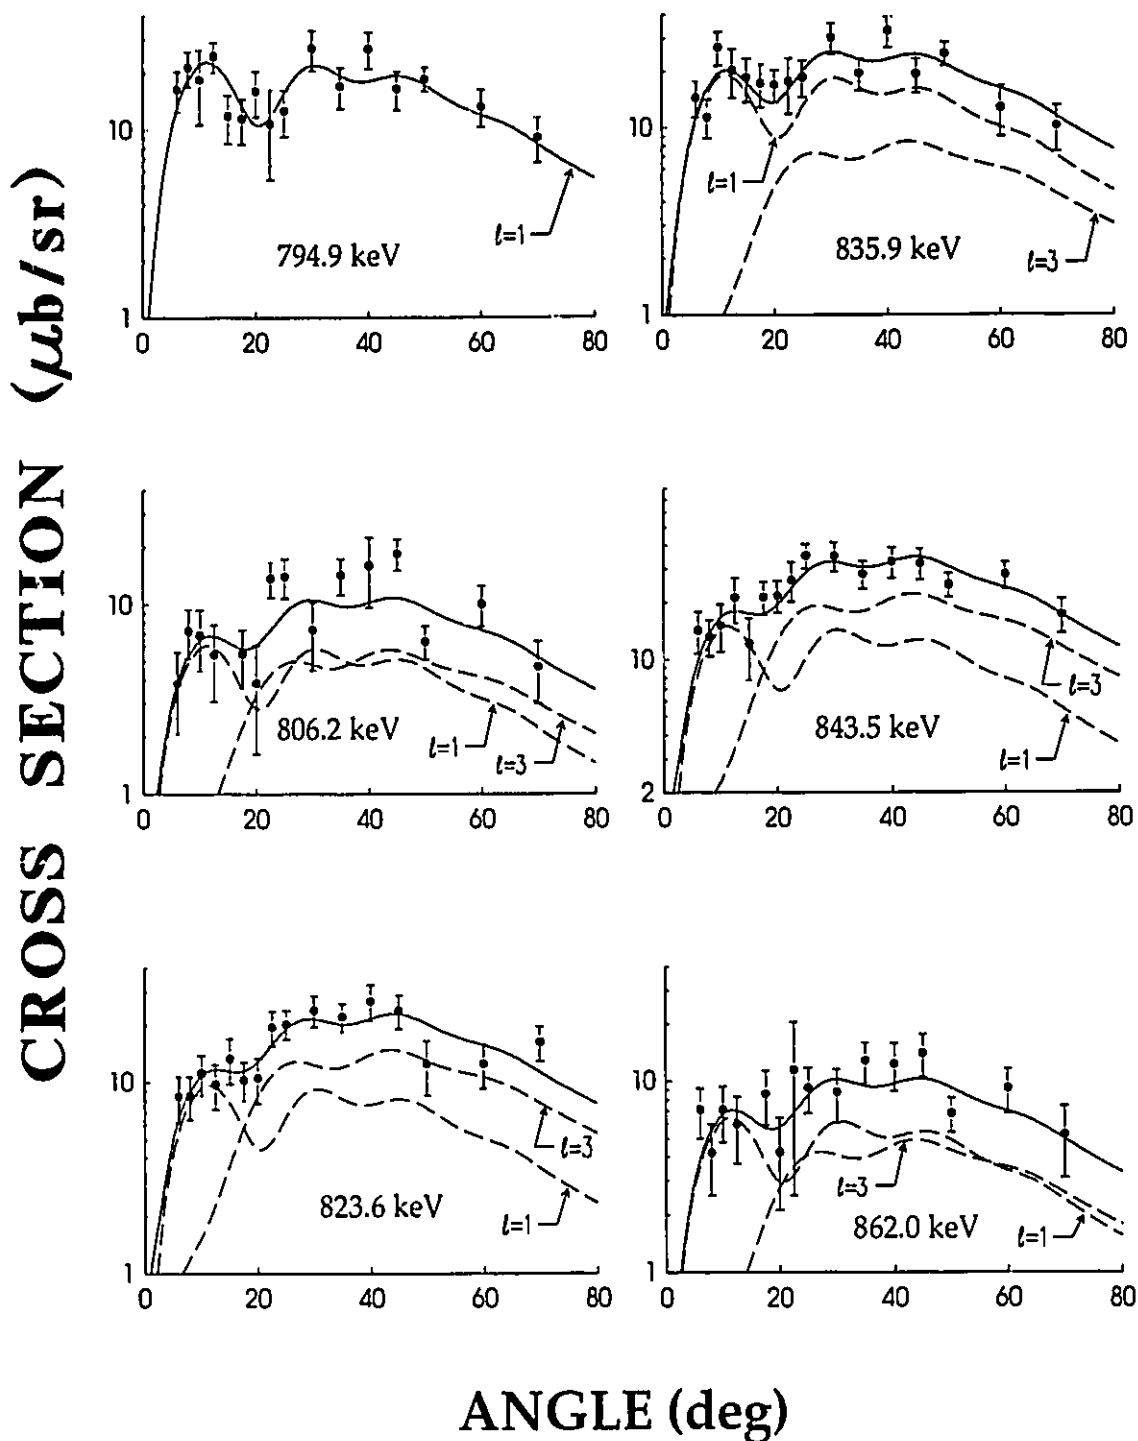 CROSS SECTION (μb/sr)
10
1
0 20 40 60 80
ℓ=1
794.9 keV
10
1
0 20 40 60 80
ℓ=1
835.9 keV
ℓ=3
10
1
0 20 40 60 80
806.2 keV
ℓ=1
ℓ=3
10
2
0 20 40 60 80
ℓ=3
843.5 keV
ℓ=1
10
1
0 20 40 60 80
ℓ=3
823.6 keV
ℓ=1
10
1
0 20 40 60 80
ℓ=3
862.0 keV
ℓ=1
ANGLE (deg)